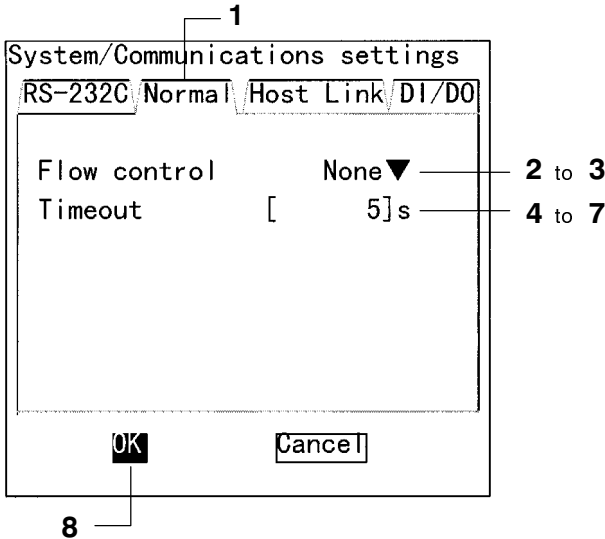 1
System/Communications settings
RS-232C Normal Host Link DI/DO
Flow control None▼ 2 to 3
Timeout [ 5]s 4 to 7
OK Cancel
8